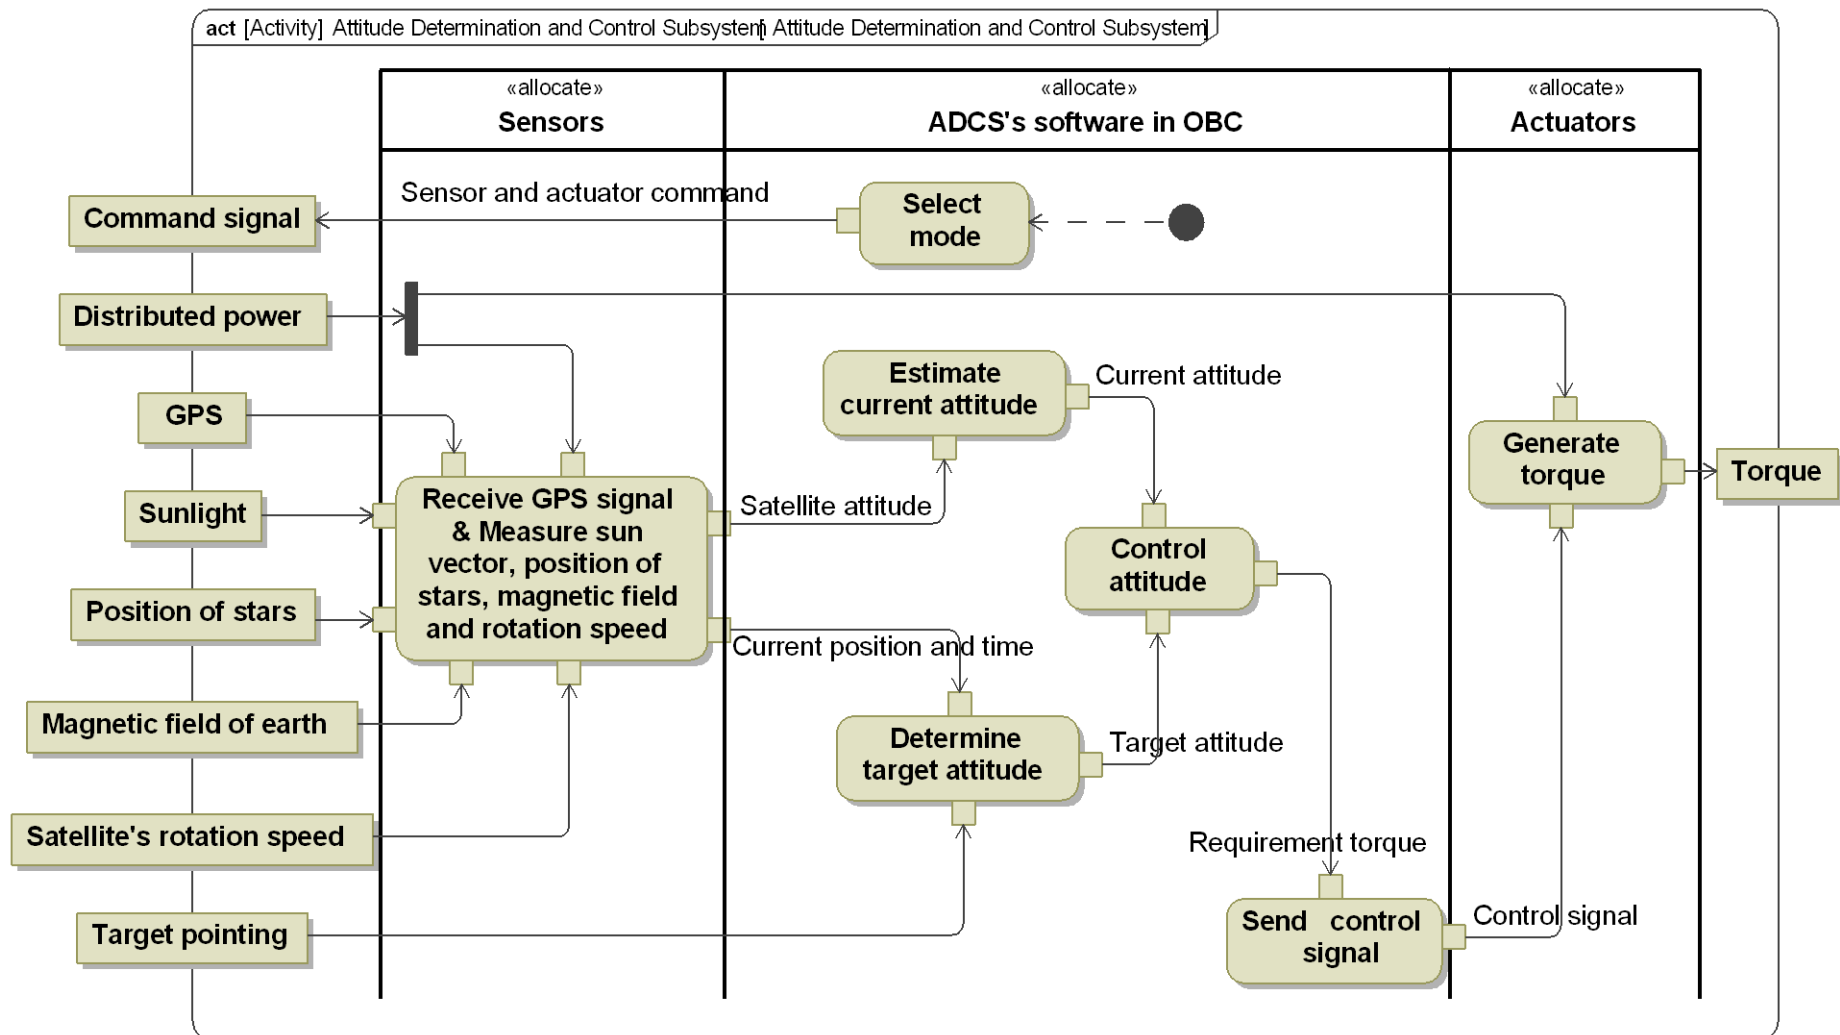 act [Activity] Attitude Determination and Control Subsystem[ Attitude Determination and Control Subsystem]
«allocate»
Sensors
«allocate»
ADCS's software in OBC
«allocate»
Actuators
Sensor and actuator command
Command signal
Select
mode
Distributed power
GPS
Sunlight
Position of stars
Magnetic field of earth
Satellite's rotation speed
Target pointing
Receive GPS signal
& Measure sun
vector, position of
stars, magnetic field
and rotation speed
Satellite attitude
Current position and time
Estimate
current attitude
Current attitude
Control
attitude
Determine
target attitude
Target attitude
Requirement torque
Send control
signal
Control signal
Generate
torque
Torque